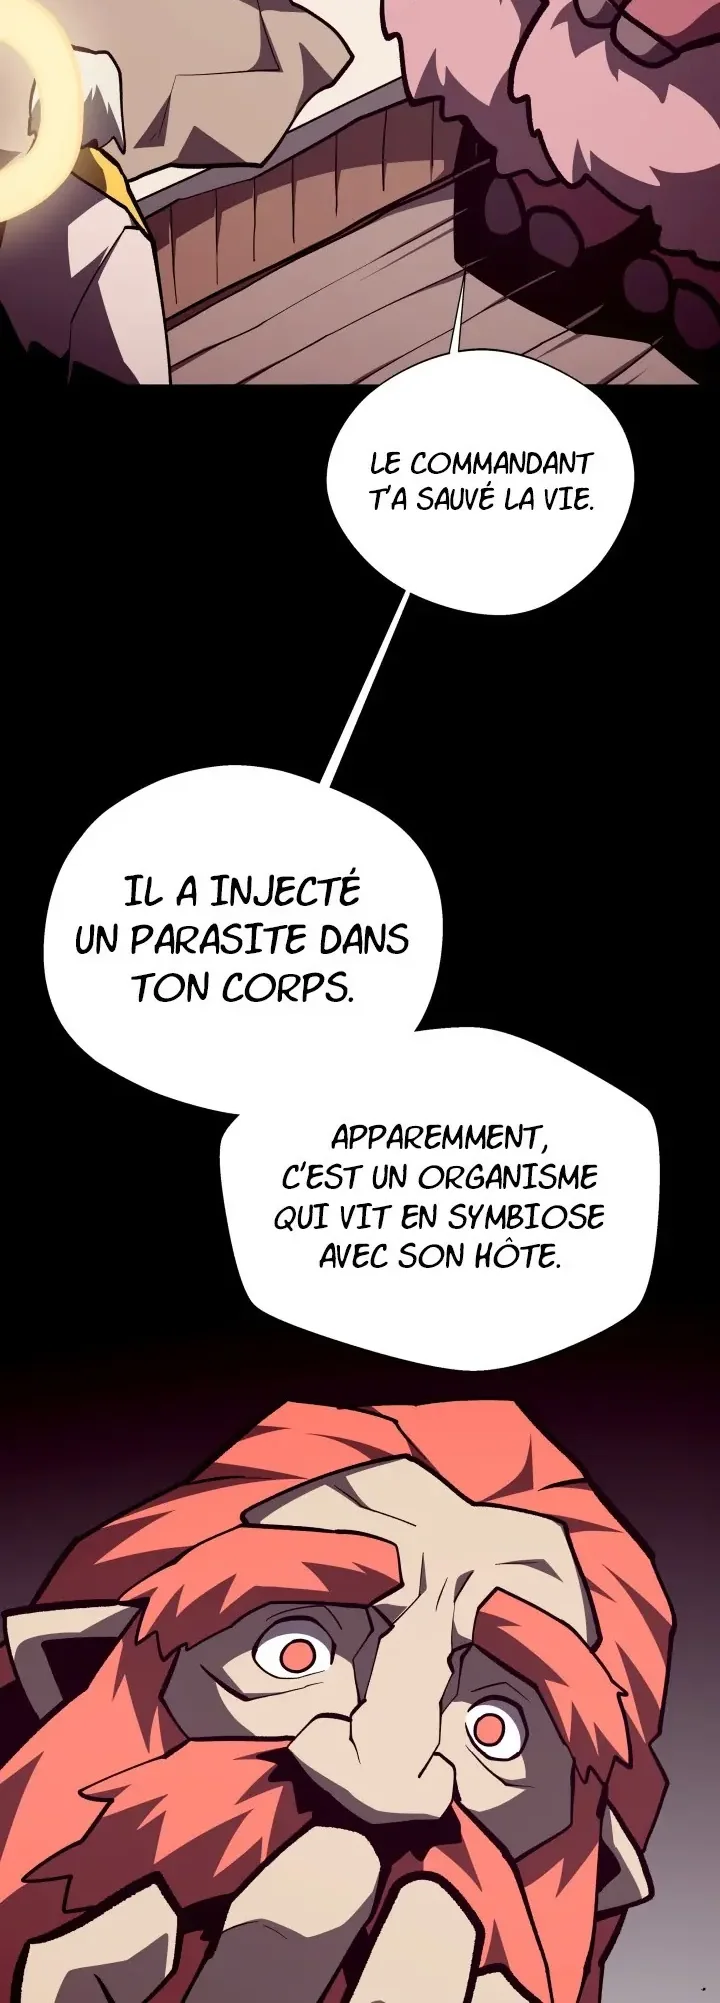 LE COMMANDANT
T'A SAUVÉ LA VIE.
IL A INJECTÉ
UN PARASITE DANS
TON CORPS.
APPAREMMENT,
C'EST UN ORGANISME
QUI VIT EN SYMBIOSE
AVEC SON HÔTE.